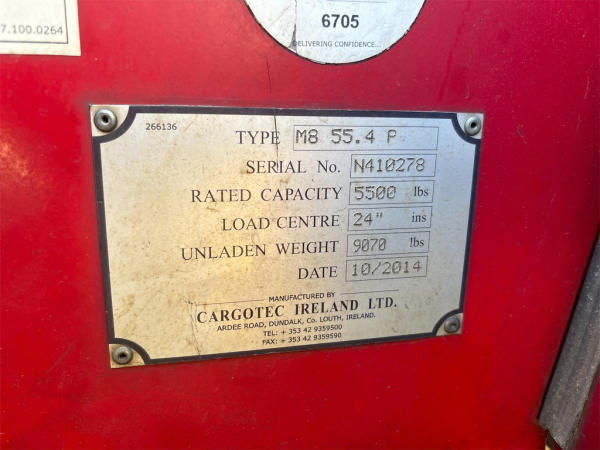 7.100.0264
6705
DELIVERING CONFIDENCE...
266136
TYPE M8 55.4 P
SERIAL No. N410278
RATED CAPACITY 5500 lbs
LOAD CENTRE 24" ins
UNLADEN WEIGHT 9070 lbs
DATE 10/2014
MANUFACTURED BY
CARGOTEC IRELAND LTD.
ARDEE ROAD, DUNDALK, Co. LOUTH, IRELAND.
TEL: + 353 42 9359500
FAX: + 353 42 9359590